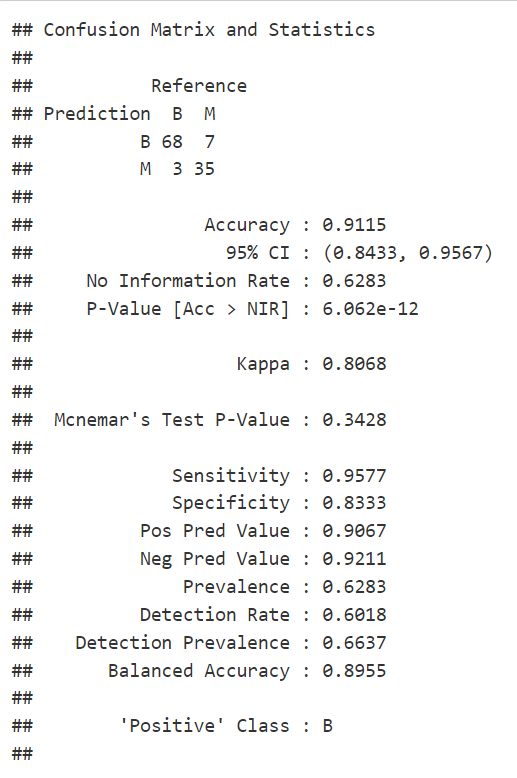 ## Confusion Matrix and Statistics
##
##           Reference
## Prediction  B  M
##          B 68  7
##          M  3 35
##
##                Accuracy : 0.9115
##                  95% CI : (0.8433, 0.9567)
##     No Information Rate : 0.6283
##     P-Value [Acc > NIR] : 6.062e-12
##
##                   Kappa : 0.8068
##
##  Mcnemar's Test P-Value : 0.3428
##
##             Sensitivity : 0.9577
##             Specificity : 0.8333
##          Pos Pred Value : 0.9067
##          Neg Pred Value : 0.9211
##              Prevalence : 0.6283
##          Detection Rate : 0.6018
##    Detection Prevalence : 0.6637
##       Balanced Accuracy : 0.8955
##
##        'Positive' Class : B
##